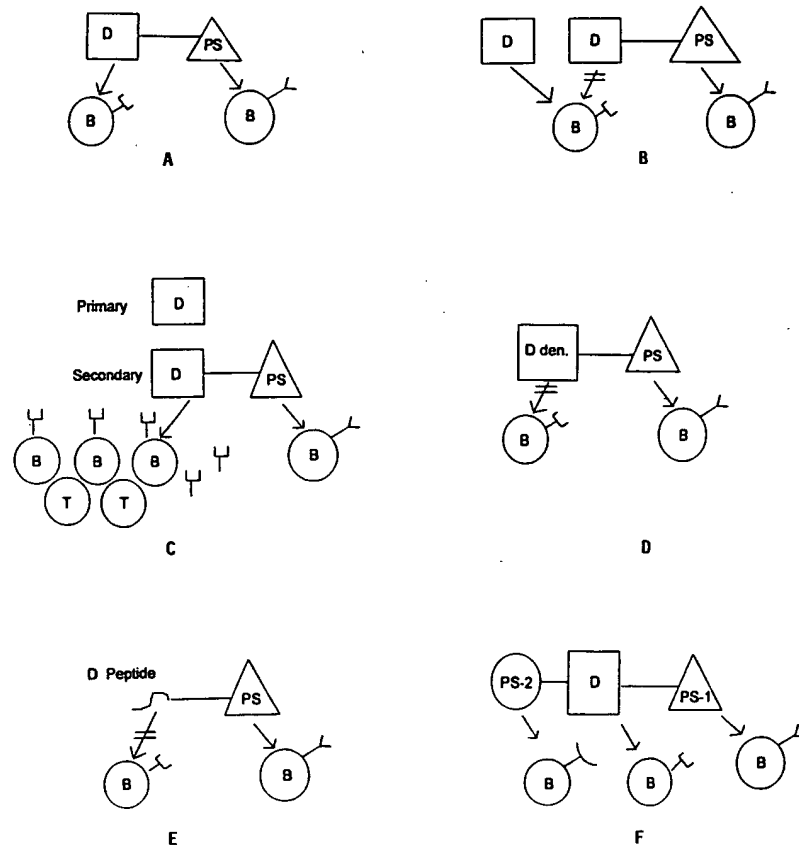 D PS
B B
A
D D PS
B B
B
Primary D
Secondary D PS
B B B B
T T
C
D den. PS
B B
D
D Peptide PS
B B
E
PS-2 D PS-1
B B B
F